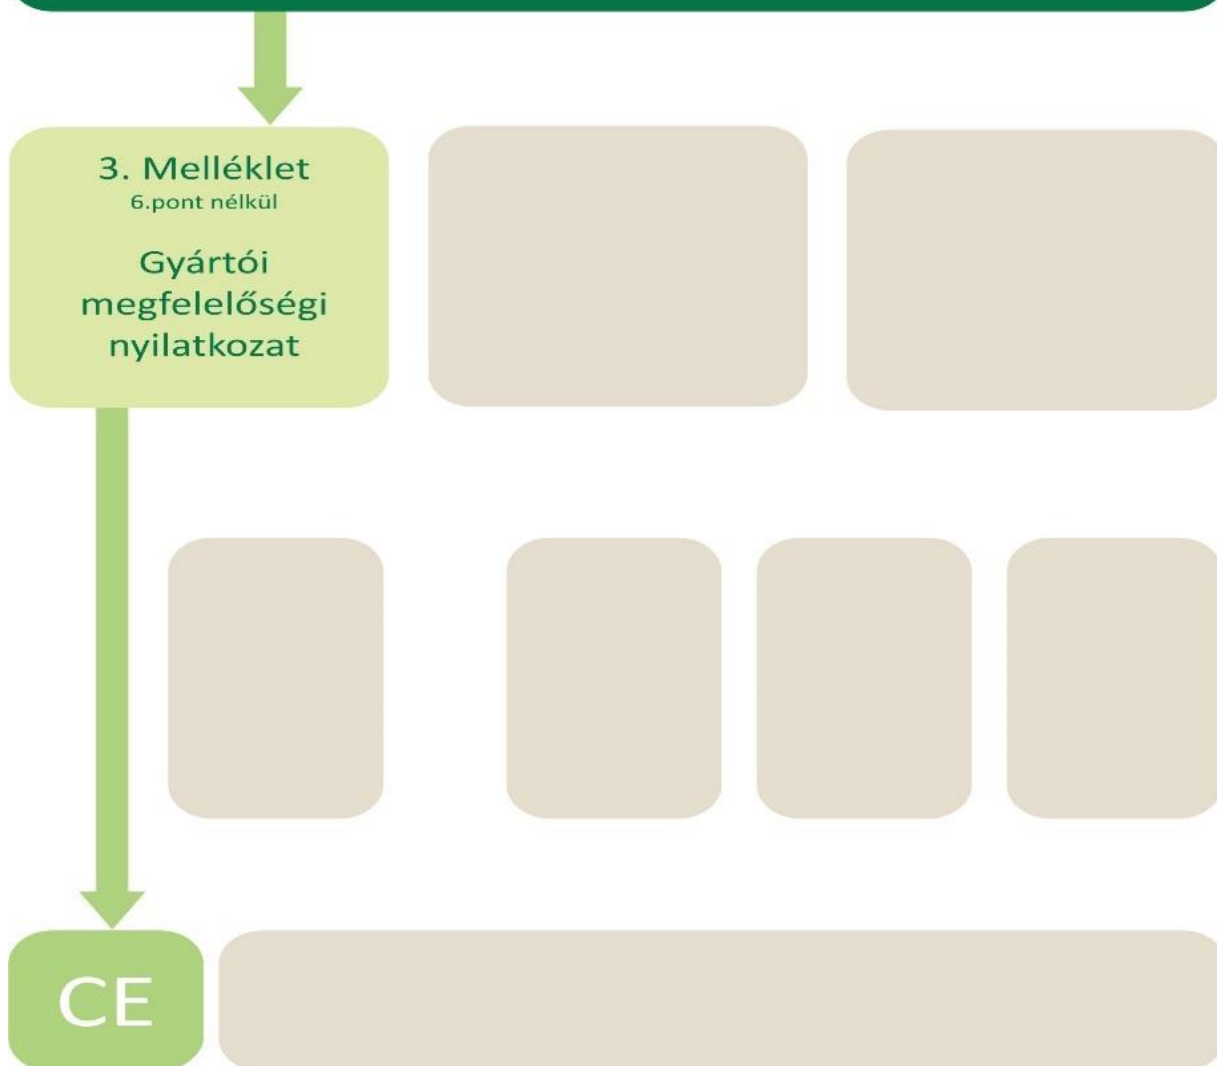 3. Melléklet
6.pont nélkül
Gyártói
megfelelőségi
nyilatkozat
CE